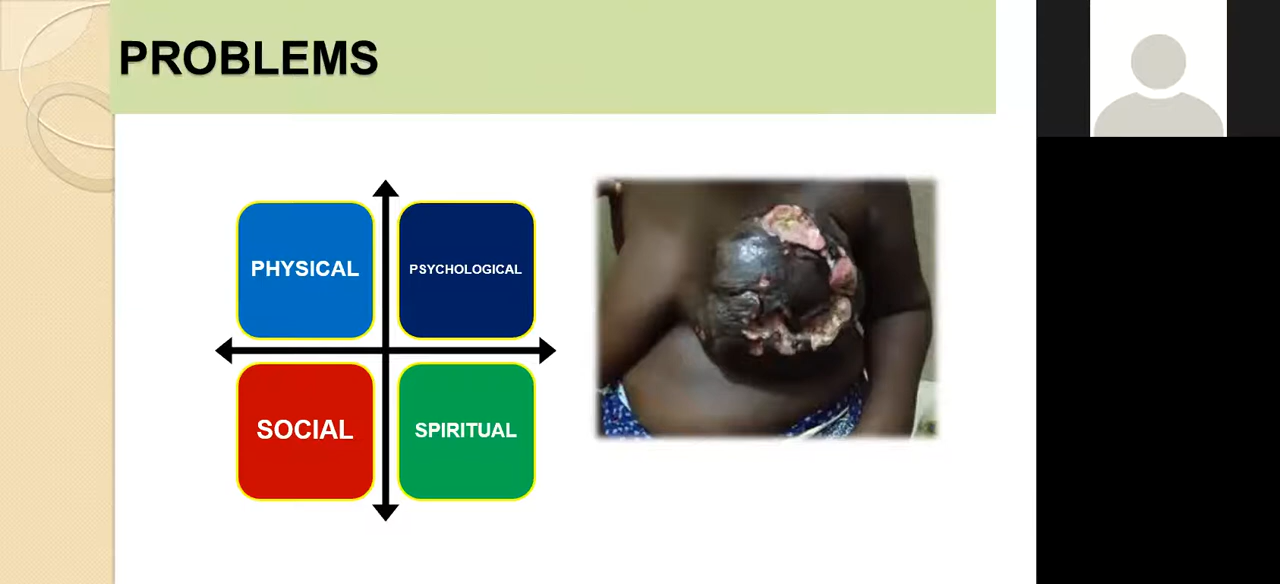 PROBLEMS
PHYSICAL
PSYCHOLOGICAL
SOCIAL
SPIRITUAL